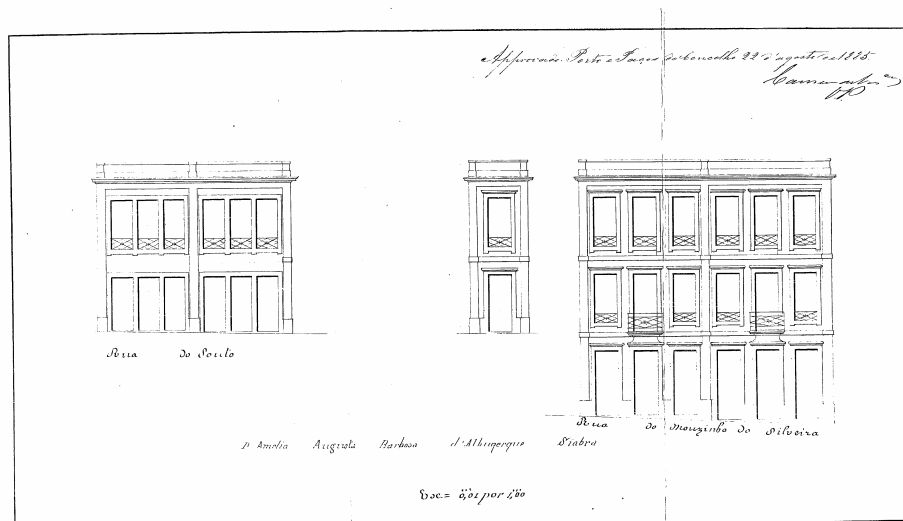 Approvado. Porto e Paços do Concelho 22 d'agosto de 1885.
Rua do Souto
Rua do Mouzinho da Silveira
D. Amelia Augusta Barbosa d'Albuquerque Seabra
Esc = 0,01 por 1,00